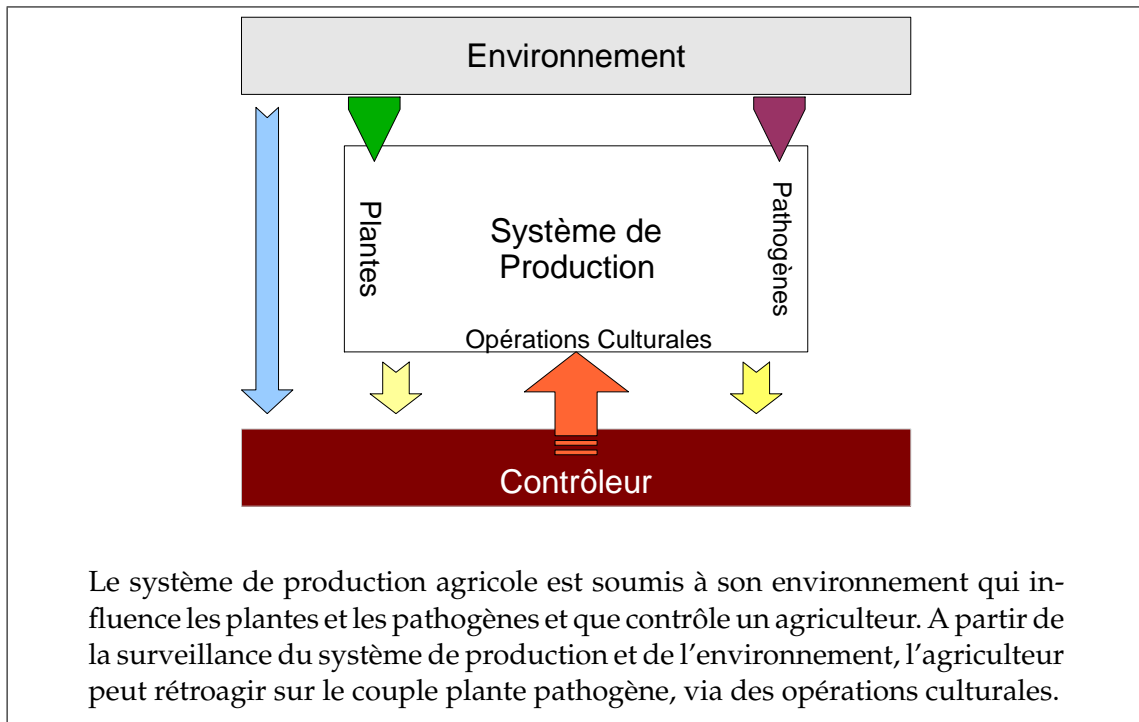 Environnement
Plantes
Système de
Production
Pathogènes
Opérations Culturales
Contrôleur
Le système de production agricole est soumis à son environnement qui in-
fluence les plantes et les pathogènes et que contrôle un agriculteur. A partir de
la surveillance du système de production et de l'environnement, l'agriculteur
peut rétroagir sur le couple plante pathogène, via des opérations culturales.